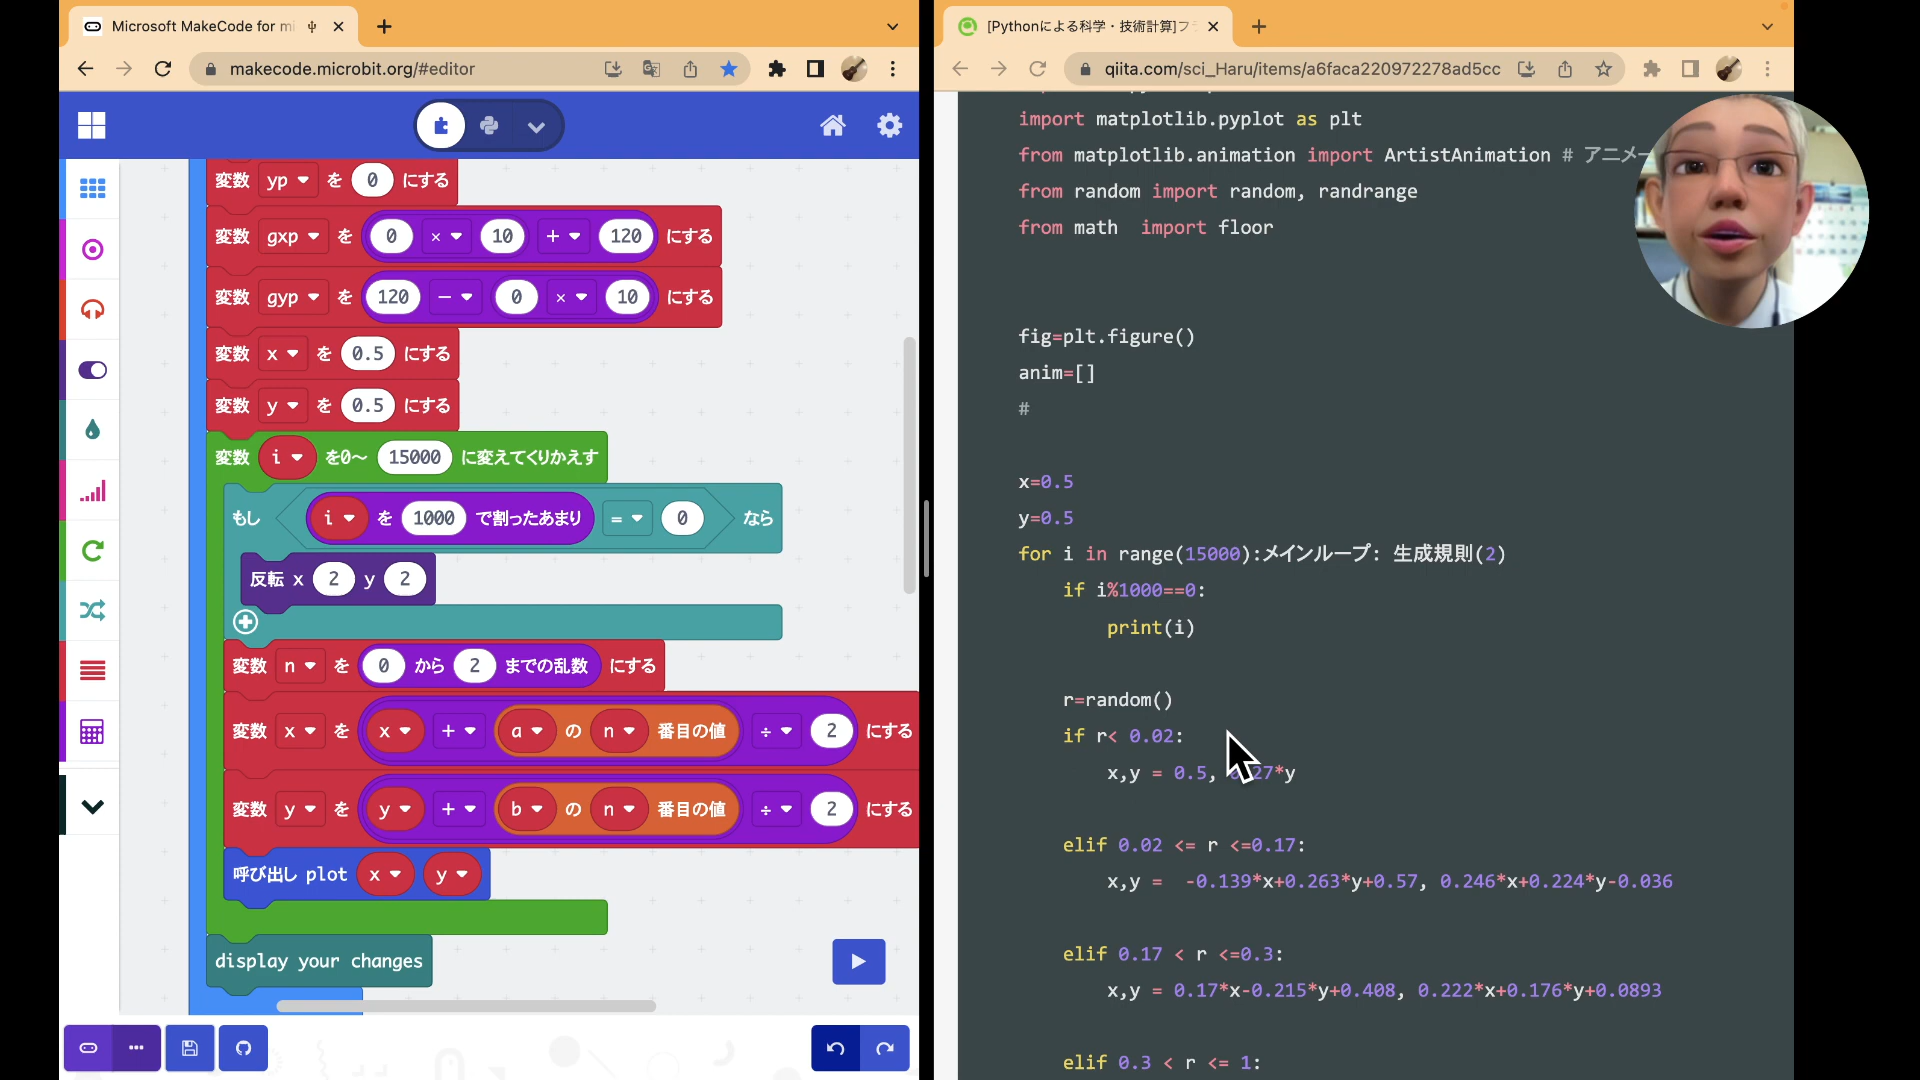 Microsoft MakeCode for mi
makecode.microbit.org/#editor
変数 yp を 0 にする
変数 gxp を 0 × 10 + 120 にする
変数 gyp を 120 - 0 × 10 にする
変数 x を 0.5 にする
変数 y を 0.5 にする
変数 i を0〜 15000 に変えてくりかえす
もし i を 1000 で割ったあまり = 0 なら
反転 x 2 y 2
変数 n を 0 から 2 までの乱数 にする
変数 x を x + a の n 番目の値 ÷ 2 にする
変数 y を y + b の n 番目の値 ÷ 2 にする
呼び出し plot x y
display your changes
[Pythonによる科学・技術計算]フ
qiita.com/sci_Haru/items/a6faca220972278ad5cc
import matplotlib.pyplot as plt
from matplotlib.animation import ArtistAnimation # アニメー
from random import random, randrange
from math import floor
fig=plt.figure()
anim=[]
#
x=0.5
y=0.5
for i in range(15000):メインループ: 生成規則(2)
if i%1000==0:
print(i)
r=random()
if r< 0.02:
x,y = 0.5, 27*y
elif 0.02 <= r <=0.17:
x,y = -0.139*x+0.263*y+0.57, 0.246*x+0.224*y-0.036
elif 0.17 < r <=0.3:
x,y = 0.17*x-0.215*y+0.408, 0.222*x+0.176*y+0.0893
elif 0.3 < r <= 1: